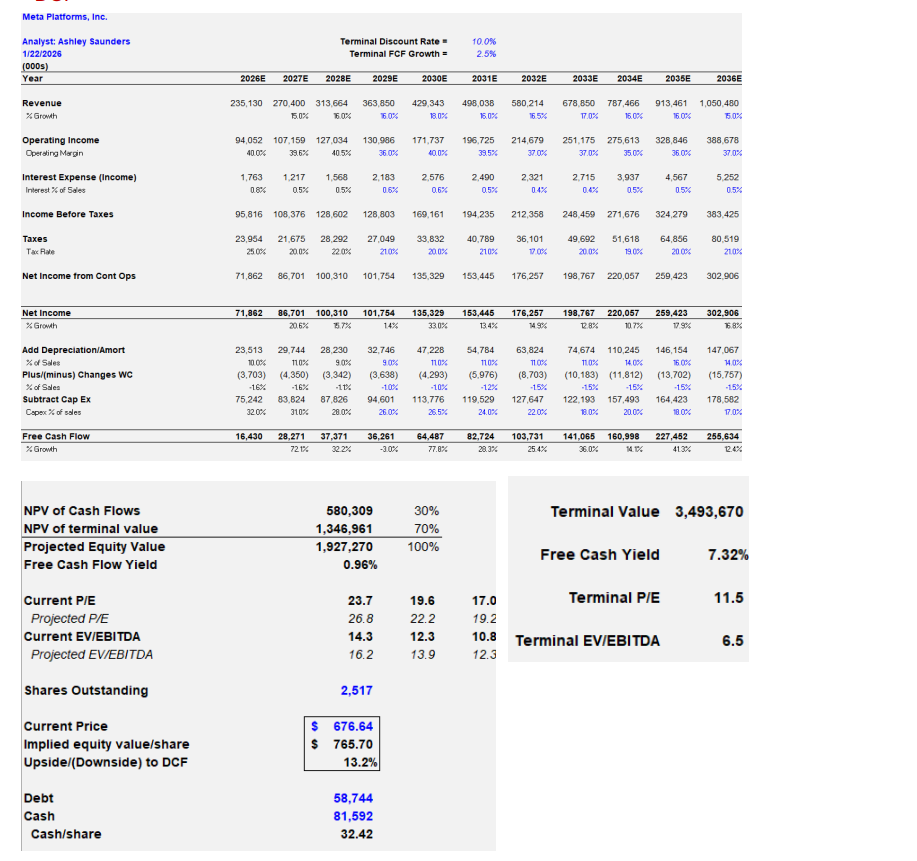 Meta Platforms, Inc.
Analyst: Ashley Saunders Terminal Discount Rate = 10.0%
1/22/2026 Terminal FCF Growth = 2.5%
(000s)
Year 2026E 2027E 2028E 2029E 2030E 2031E 2032E 2033E 2034E 2035E 2036E
Revenue 235,130 270,400 313,664 363,850 429,343 498,038 580,214 678,850 787,466 913,461 1,050,480
% Growth 15.0% 16.0% 16.0% 18.0% 16.0% 16.5% 17.0% 16.0% 16.0% 15.0%
Operating Income 94,052 107,159 127,034 130,986 171,737 196,725 214,679 251,175 275,613 328,846 388,678
Operating Margin 40.0% 39.6% 40.5% 36.0% 40.0% 39.5% 37.0% 37.0% 35.0% 36.0% 37.0%
Interest Expense (Income) 1,763 1,217 1,568 2,183 2,576 2,490 2,321 2,715 3,937 4,567 5,252
Interest % of Sales 0.8% 0.5% 0.5% 0.6% 0.6% 0.5% 0.4% 0.4% 0.5% 0.5% 0.5%
Income Before Taxes 95,816 108,376 128,602 128,803 169,161 194,235 212,358 248,459 271,676 324,279 383,425
Taxes 23,954 21,675 28,292 27,049 33,832 40,789 36,101 49,692 51,618 64,856 80,519
Tax Rate 25.0% 20.0% 22.0% 21.0% 20.0% 21.0% 17.0% 20.0% 19.0% 20.0% 21.0%
Net Income from Cont Ops 71,862 86,701 100,310 101,754 135,329 153,445 176,257 198,767 220,057 259,423 302,906
Net Income 71,862 86,701 100,310 101,754 135,329 153,445 176,257 198,767 220,057 259,423 302,906
% Growth 20.6% 15.7% 1.4% 33.0% 13.4% 14.9% 12.8% 10.7% 17.9% 16.8%
Add Depreciation/Amort 23,513 29,744 28,230 32,746 47,228 54,784 63,824 74,674 110,245 146,154 147,067
% of Sales 10.0% 11.0% 9.0% 9.0% 11.0% 11.0% 11.0% 11.0% 14.0% 16.0% 14.0%
Plus/(minus) Changes WC (3,703) (4,350) (3,342) (3,638) (4,293) (5,976) (8,703) (10,183) (11,812) (13,702) (15,757)
% of Sales -1.6% -1.6% -1.1% -1.0% -1.0% -1.2% -1.5% -1.5% -1.5% -1.5% -1.5%
Subtract Cap Ex 75,242 83,824 87,826 94,601 113,776 119,529 127,647 122,193 157,493 164,423 178,582
Capex % of sales 32.0% 31.0% 28.0% 26.0% 26.5% 24.0% 22.0% 18.0% 20.0% 18.0% 17.0%
Free Cash Flow 16,430 28,271 37,371 36,261 64,487 82,724 103,731 141,065 160,998 227,452 255,634
% Growth 72.1% 32.2% -3.0% 77.8% 28.3% 25.4% 36.0% 14.1% 41.3% 12.4%
NPV of Cash Flows 580,309 30%
NPV of terminal value 1,346,961 70%
Projected Equity Value 1,927,270 100%
Free Cash Flow Yield 0.96%
Current P/E 23.7 19.6 17.0
Projected P/E 26.8 22.2 19.2
Current EV/EBITDA 14.3 12.3 10.8
Projected EV/EBITDA 16.2 13.9 12.3
Shares Outstanding 2,517
Current Price $ 676.64
Implied equity value/share $ 765.70
Upside/(Downside) to DCF 13.2%
Debt 58,744
Cash 81,592
Cash/share 32.42
Terminal Value 3,493,670
Free Cash Yield 7.32%
Terminal P/E 11.5
Terminal EV/EBITDA 6.5